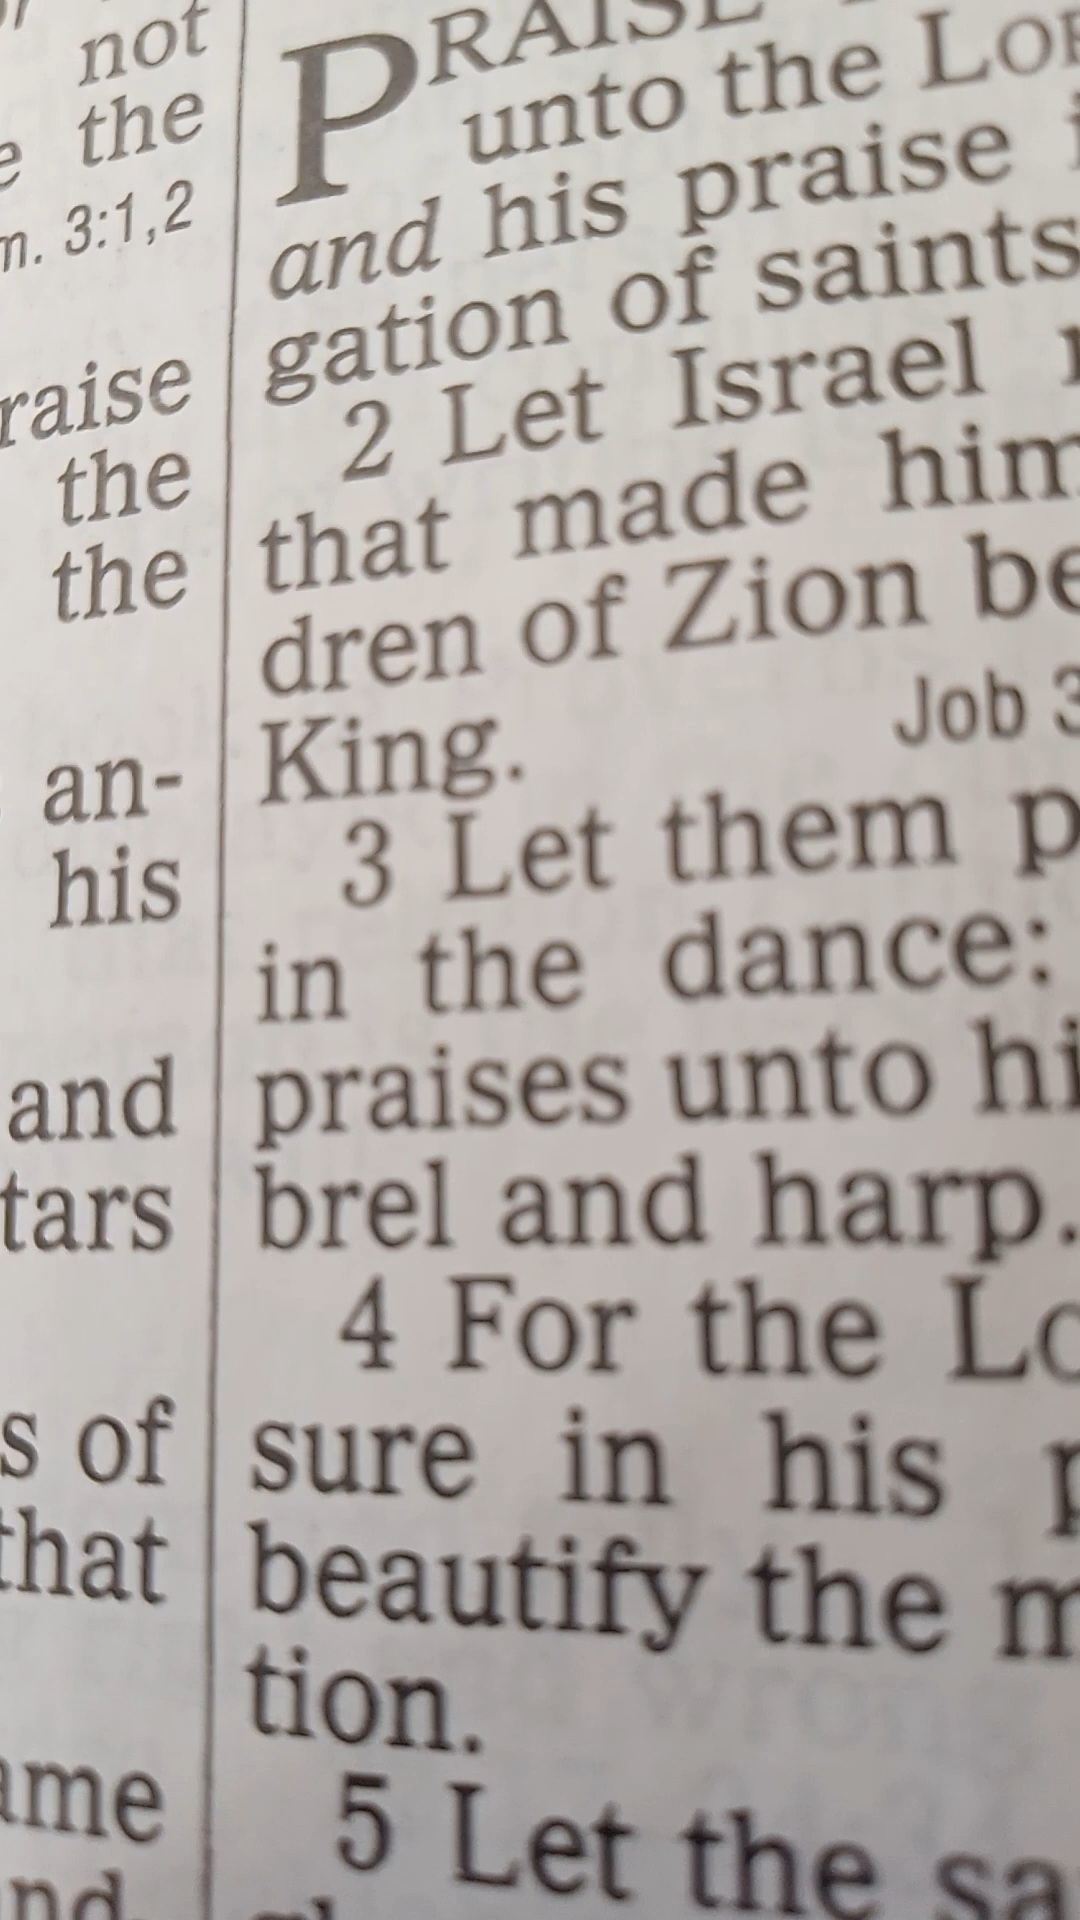 not
the
3:1,2
raise
the
the
an-
his
and
tars
s of
that
ame
nd
PRAISE
unto the LOR
and his praise i
gation of saints
2 Let Israel r
that made him
dren of Zion be
King. Job 3
3 Let them p
in the dance:
praises unto hi
brel and harp.
4 For the LO
sure in his p
beautify the m
tion.
5 Let the sa